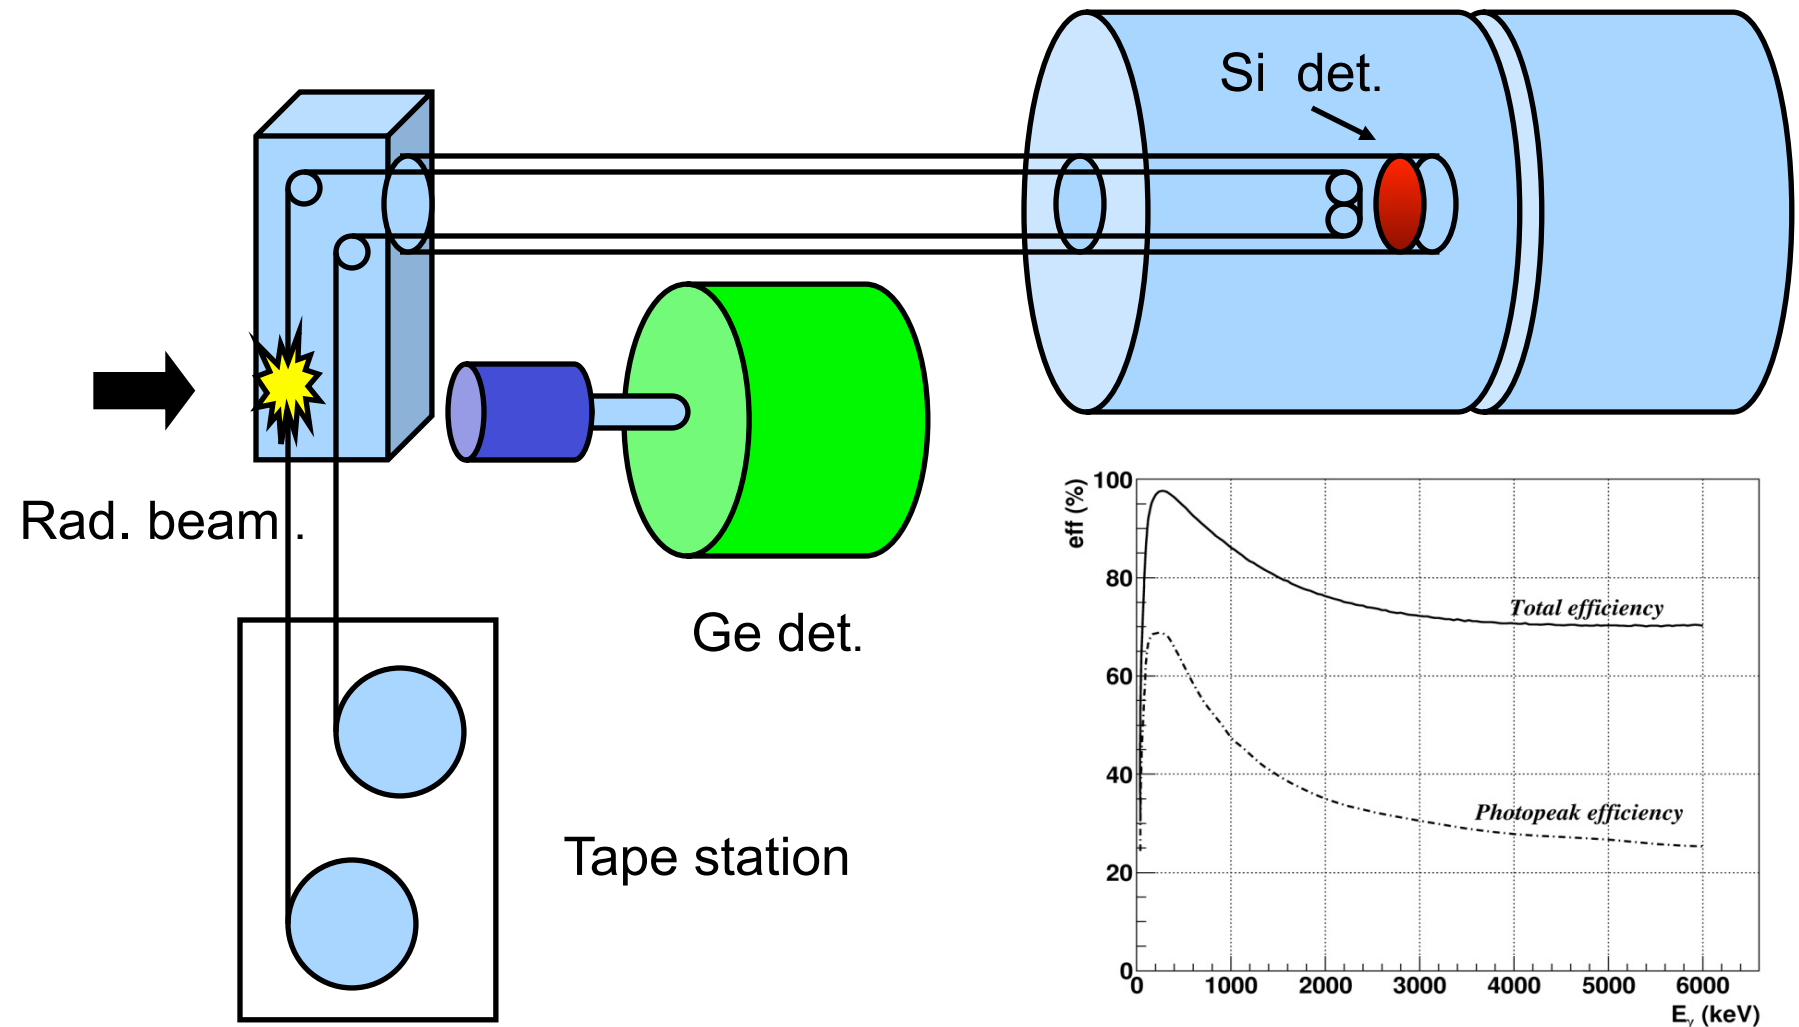 Si det.
Rad. beam .
Ge det.
Tape station
eff (%)
100
80
60
40
20
0
Total efficiency
Photopeak efficiency
0 1000 2000 3000 4000 5000 6000
Eγ (keV)